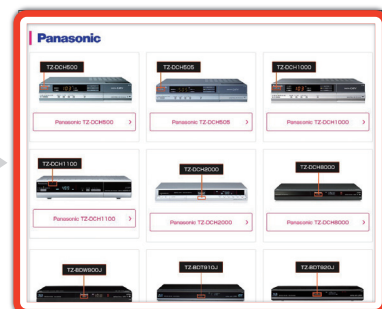 Panasonic
TZ-DCH500
TZ-DCH505
TZ-DCH1000
Panasonic TZ-DCH500
Panasonic TZ-DCH505
Panasonic TZ-DCH1000
TZ-DCH1100
TZ-DCH2000
TZ-DCH8000
Panasonic TZ-DCH1100
Panasonic TZ-DCH2000
Panasonic TZ-DCH8000
TZ-BDW900J
TZ-BDT910J
TZ-BDT920J